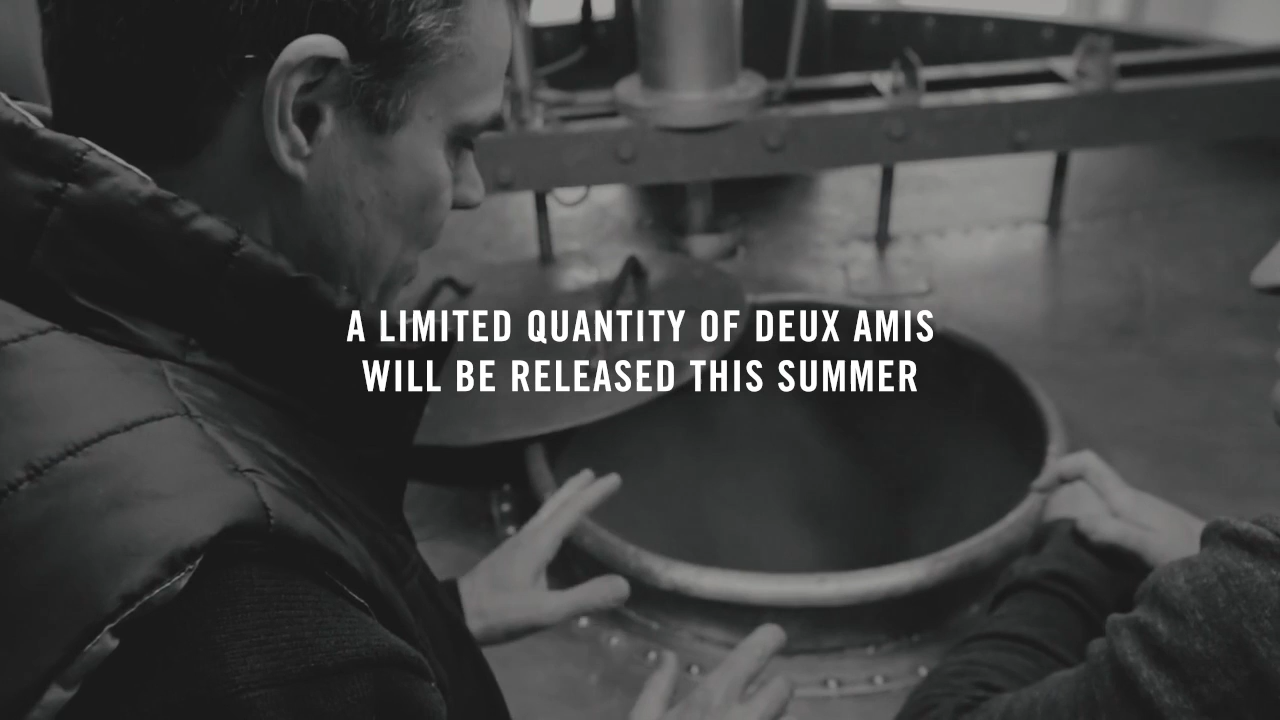 A LIMITED QUANTITY OF DEUX AMIS
WILL BE RELEASED THIS SUMMER